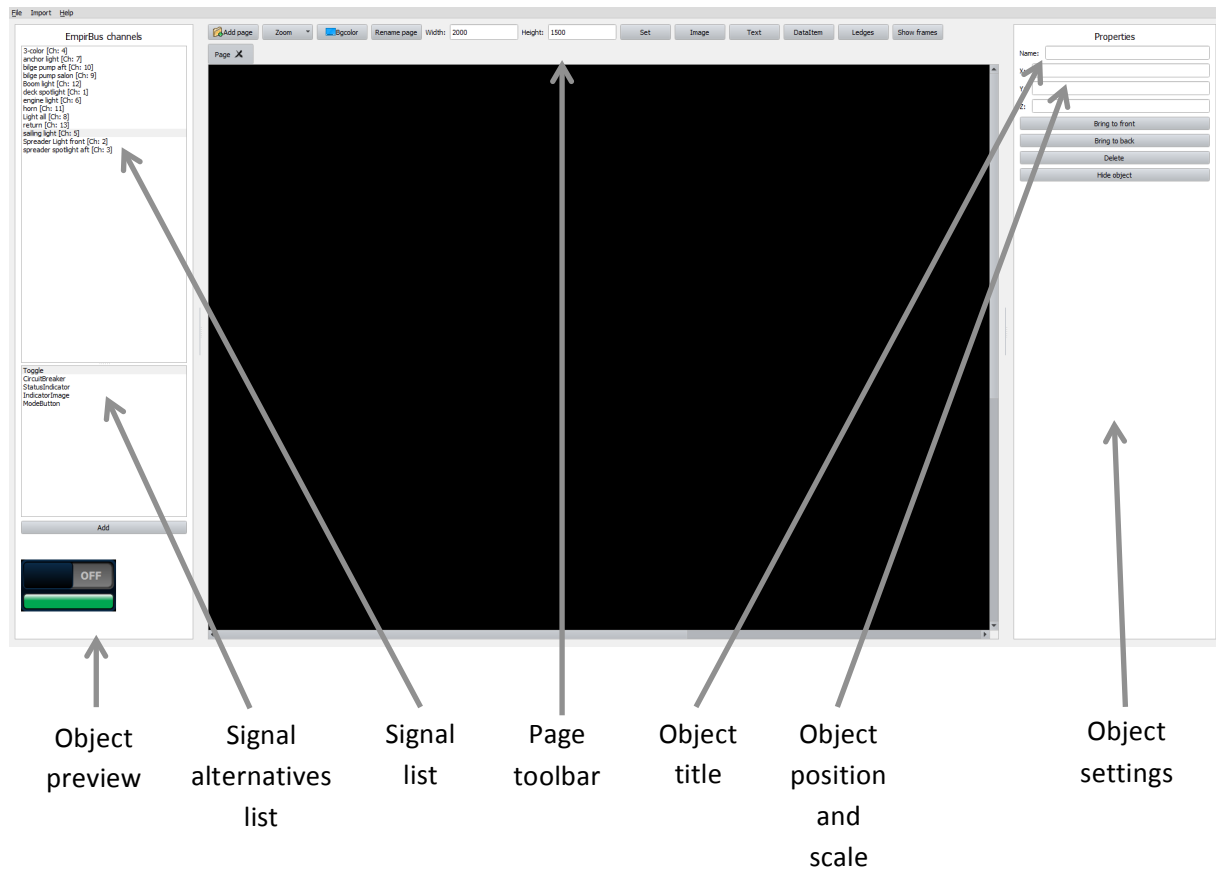 File Import Help
EmpirBus channels
3-color [Ch: 4]
anchor light [Ch: 7]
bilge pump aft [Ch: 10]
bilge pump salon [Ch: 9]
Boom light [Ch: 12]
deck spotlight [Ch: 1]
engine light [Ch: 6]
horn [Ch: 11]
Light all [Ch: 8]
return [Ch: 13]
sailing light [Ch: 5]
Spreader Light front [Ch: 2]
spreader spotlight aft [Ch: 3]
Toggle
CircuitBreaker
StatusIndicator
IndicatorImage
ModeButton
Add
OFF
Add page Zoom Bgcolor Rename page Width: 2000 Height: 1500 Set Image Text DataItem Ledges Show frames
Page
Properties
Name:
X:
Y:
Z:
Bring to front
Bring to back
Delete
Hide object
Object
preview
Signal
alternatives
list
Signal
list
Page
toolbar
Object
title
Object
position
and
scale
Object
settings